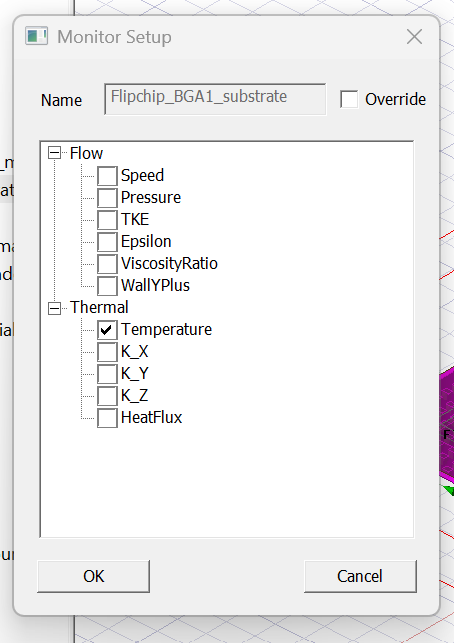 Monitor Setup
Name Flipchip_BGA1_substrate Override
Flow
Speed
Pressure
TKE
Epsilon
ViscosityRatio
WallYPlus
Thermal
Temperature
K_X
K_Y
K_Z
HeatFlux
OK Cancel